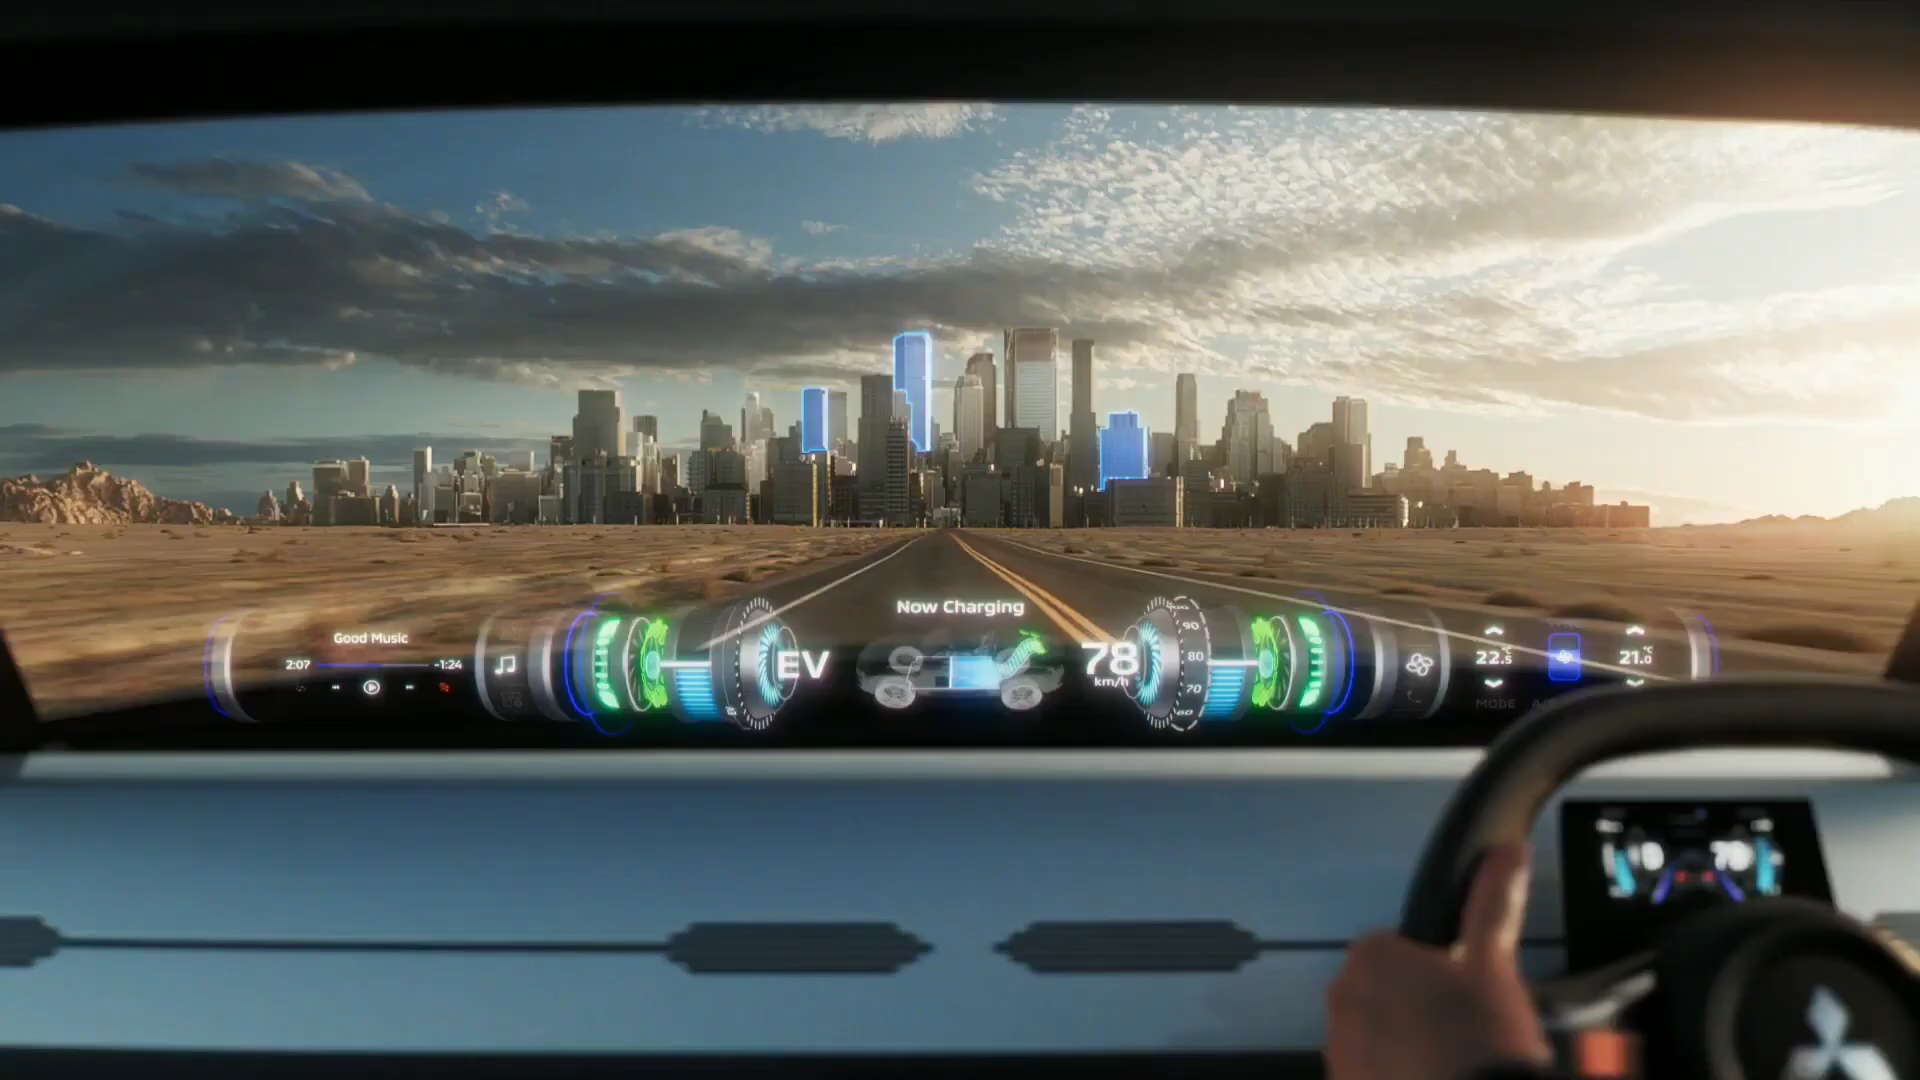 Now Charging
Good Music
2:07
-1:24
EV
78
km/h
90
80
70
60
22.5°C
21.0°C
MODE